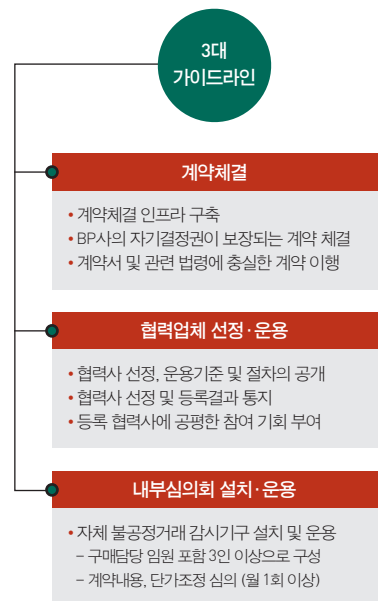 3대
가이드라인
계약체결
• 계약체결 인프라 구축
• BP사의 자기결정권이 보장되는 계약 체결
• 계약서 및 관련 법령에 충실한 계약 이행
협력업체 선정·운용
• 협력사 선정, 운용기준 및 절차의 공개
• 협력사 선정 및 등록결과 통지
• 등록 협력사에 공평한 참여 기회 부여
내부심의회 설치·운용
• 자체 불공정거래 감시기구 설치 및 운용
– 구매담당 임원 포함 3인 이상으로 구성
– 계약내용, 단가조정 심의 (월 1회 이상)